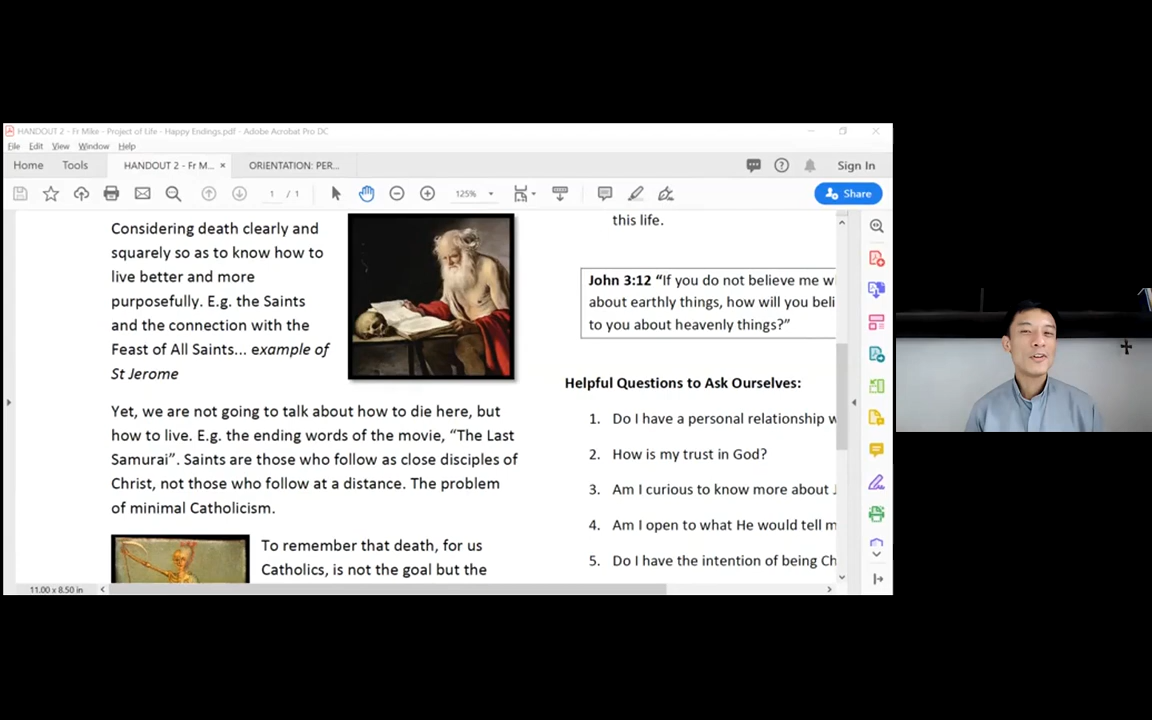 HANDOUT 2 - Fr Mike - Project of Life - Happy Endings.pdf - Adobe Acrobat Pro DC
File Edit View Window Help
Home Tools HANDOUT 2 - Fr M... × ORIENTATION: PER... Sign In
1 / 1 125% Share
Considering death clearly and
squarely so as to know how to
live better and more
purposefully. E.g. the Saints
and the connection with the
Feast of All Saints... example of
St Jerome
Yet, we are not going to talk about how to die here, but
how to live. E.g. the ending words of the movie, “The Last
Samurai”. Saints are those who follow as close disciples of
Christ, not those who follow at a distance. The problem
of minimal Catholicism.
To remember that death, for us
Catholics, is not the goal but the
this life.
John 3:12 “If you do not believe me w
about earthly things, how will you beli
to you about heavenly things?”
Helpful Questions to Ask Ourselves:
1. Do I have a personal relationship w
2. How is my trust in God?
3. Am I curious to know more about J
4. Am I open to what He would tell m
5. Do I have the intention of being Ch
11.00 x 8.50 in